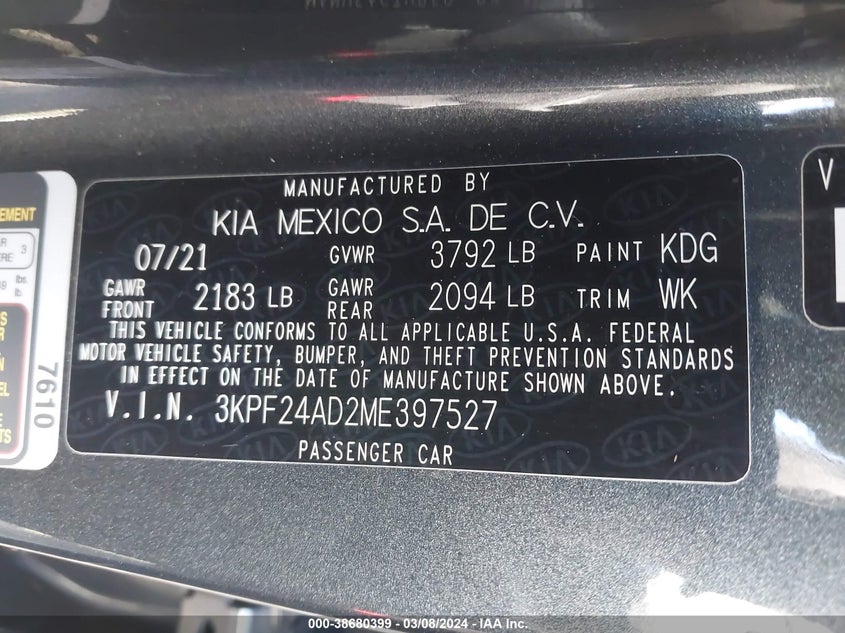 MANUFACTURED BY
KIA MEXICO S.A. DE C.V.
07/21 GVWR 3792 LB PAINT KDG
GAWR FRONT 2183 LB GAWR REAR 2094 LB TRIM WK
THIS VEHICLE CONFORMS TO ALL APPLICABLE U.S.A. FEDERAL
MOTOR VEHICLE SAFETY, BUMPER, AND THEFT PREVENTION STANDARDS
IN EFFECT ON THE DATE OF MANUFACTURE SHOWN ABOVE.
V.I.N. 3KPF24AD2ME397527
PASSENGER CAR
7610
3
lbs.
lb.
V
000-38680399 - 03/08/2024 - IAA Inc.